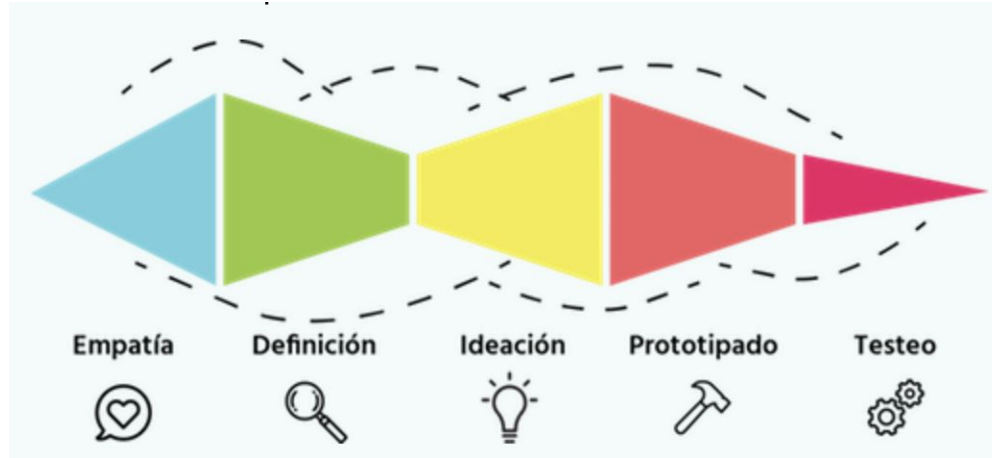 Empatía
Definición
Ideación
Prototipado
Testeo